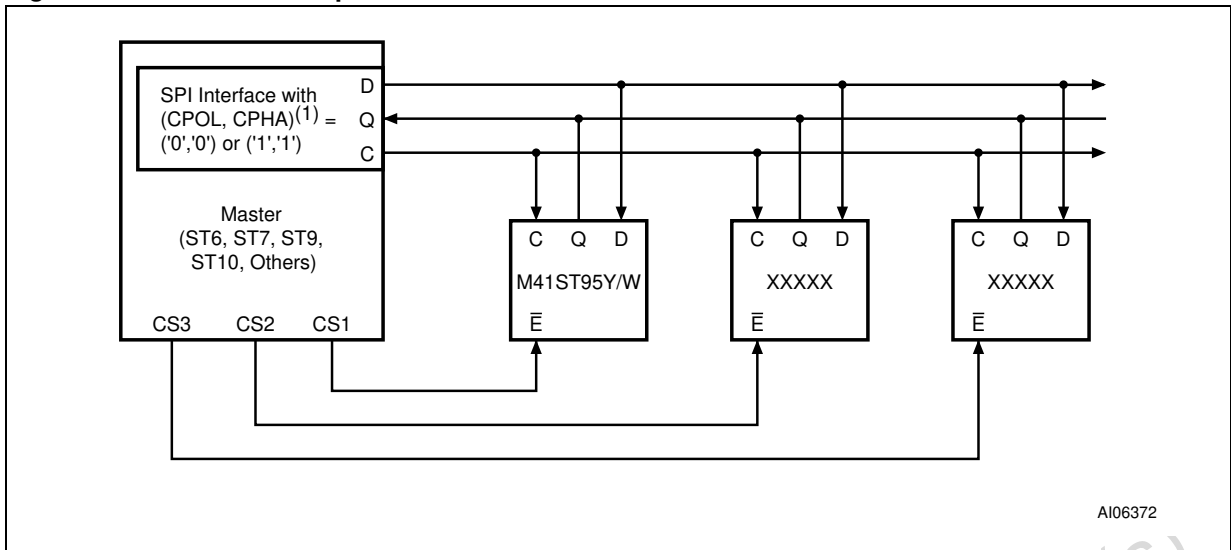 D
SPI Interface with
(CPOL, CPHA)(1) =
('0','0') or ('1','1')
Q
C
Master
(ST6, ST7, ST9,
ST10, Others)
CS3 CS2 CS1
C Q D
M41ST95Y/W
E̅
C Q D
XXXXX
E̅
C Q D
XXXXX
E̅
AI06372